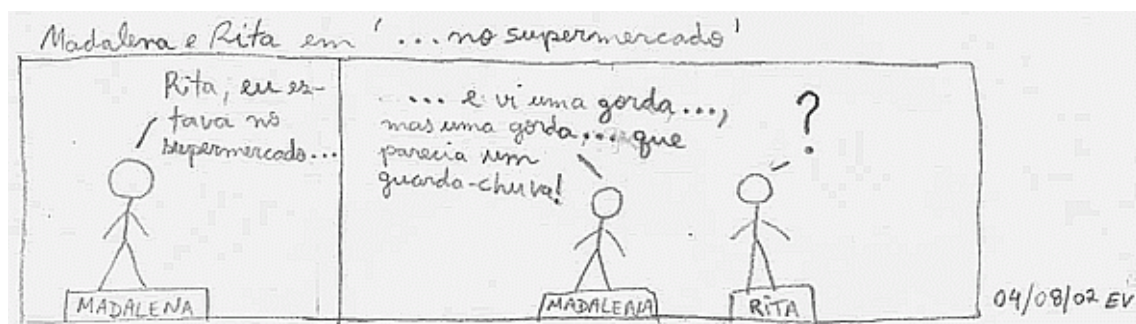 Madalena e Rita em '...no supermercado'
Rita, eu es-
tava no
supermercado...
... e vi uma gorda...,
mas uma gorda,... que
parecia um
guarda-chuva!
?
MADALENA
MADALENA
RITA
04/08/02 EV